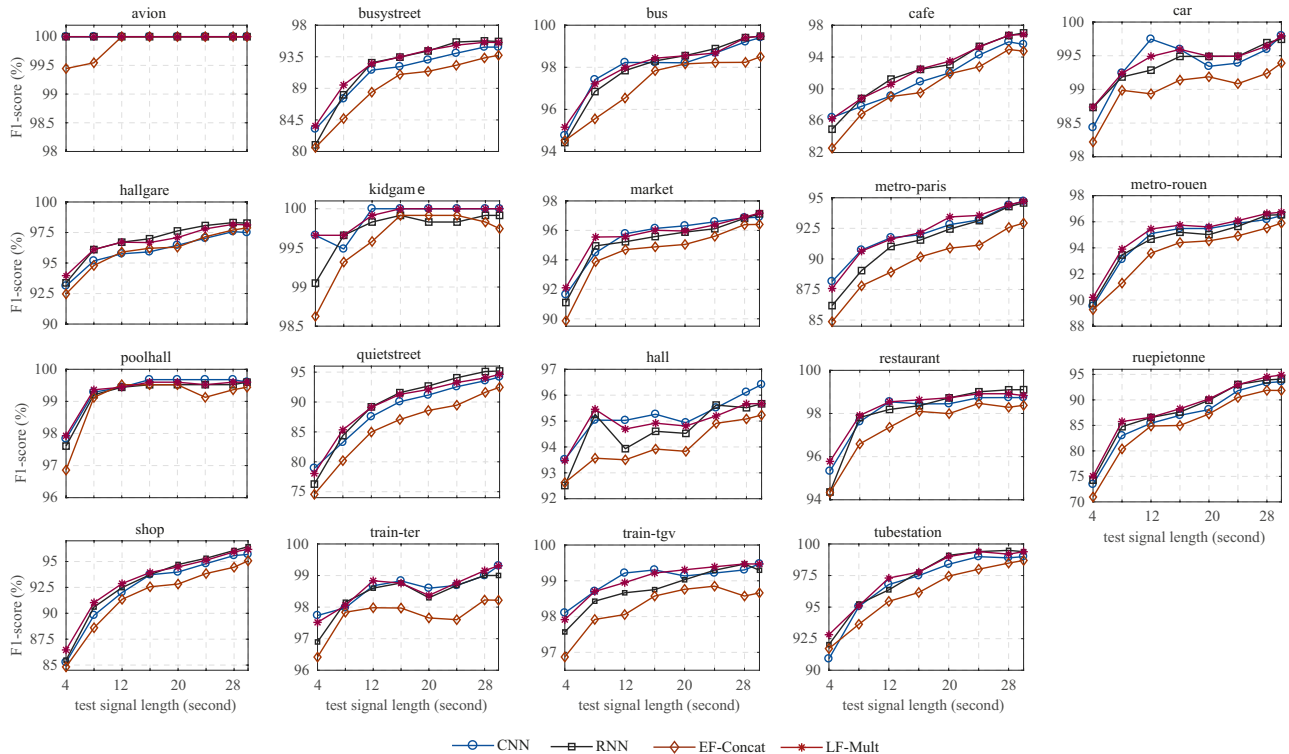 avion
busystreet
bus
cafe
car
F1-score (%)
100
99.5
99
98.5
98
98
93.5
89
84.5
80
100
98
96
94
98
94
90
86
82
100
99.5
99
98.5
98
hallgare
kidgame
market
metro-paris
metro-rouen
F1-score (%)
100
97.5
95
92.5
90
100
99.5
99
98.5
98
96
94
92
90
95
92.5
90
87.5
85
98
96
94
92
90
88
poolhall
quietstreet
hall
restaurant
ruepietonne
F1-score (%)
100
99
98
97
96
95
90
85
80
75
97
96
95
94
93
92
100
98
96
94
95
90
85
80
75
70
4 12 20 28
test signal length (second)
shop
train-ter
train-tgv
tubestation
F1-score (%)
95
92.5
90
87.5
85
100
99
98
97
96
100
99
98
97
100
97.5
95
92.5
90
4 12 20 28
4 12 20 28
4 12 20 28
4 12 20 28
test signal length (second)
test signal length (second)
test signal length (second)
test signal length (second)
CNN RNN EF-Concat LF-Mult